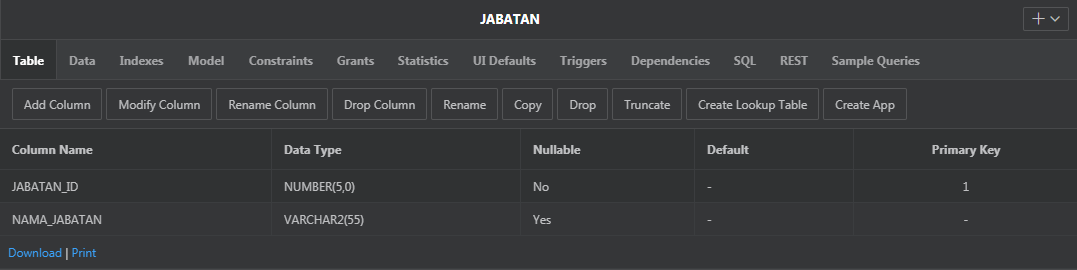 JABATAN
Table Data Indexes Model Constraints Grants Statistics UI Defaults Triggers Dependencies SQL REST Sample Queries
Add Column Modify Column Rename Column Drop Column Rename Copy Drop Truncate Create Lookup Table Create App
Column Name Data Type Nullable Default Primary Key
JABATAN_ID NUMBER(5,0) No - 1
NAMA_JABATAN VARCHAR2(55) Yes - -
Download | Print